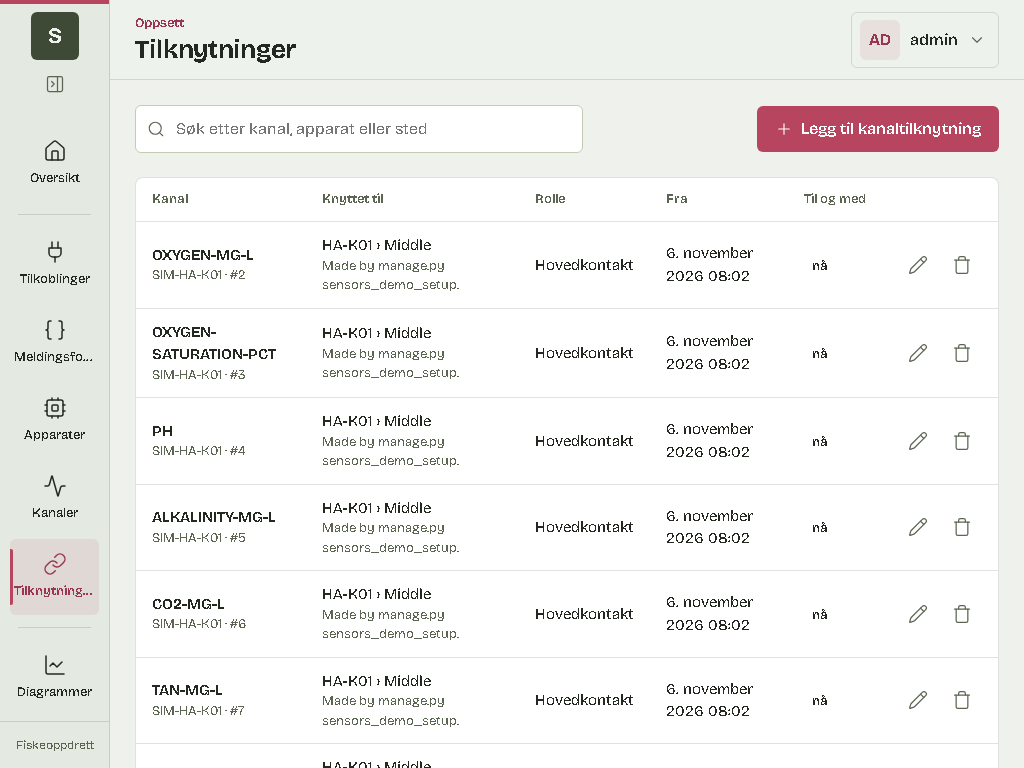 S
Oppsett
Tilknytninger
AD admin
Oversikt
Tilkoblinger
Meldingsfo...
Apparater
Kanaler
Tilknytning...
Diagrammer
Fiskeoppdrett
Søk etter kanal, apparat eller sted
+ Legg til kanaltilknytning
Kanal Knyttet til Rolle Fra Til og med
OXYGEN-MG-L
SIM-HA-K01 · #2
HA-K01 › Middle
Made by manage.py
sensors_demo_setup.
Hovedkontakt
6. november
2026 08:02
nå
OXYGEN-
SATURATION-PCT
SIM-HA-K01 · #3
HA-K01 › Middle
Made by manage.py
sensors_demo_setup.
Hovedkontakt
6. november
2026 08:02
nå
PH
SIM-HA-K01 · #4
HA-K01 › Middle
Made by manage.py
sensors_demo_setup.
Hovedkontakt
6. november
2026 08:02
nå
ALKALINITY-MG-L
SIM-HA-K01 · #5
HA-K01 › Middle
Made by manage.py
sensors_demo_setup.
Hovedkontakt
6. november
2026 08:02
nå
CO2-MG-L
SIM-HA-K01 · #6
HA-K01 › Middle
Made by manage.py
sensors_demo_setup.
Hovedkontakt
6. november
2026 08:02
nå
TAN-MG-L
SIM-HA-K01 · #7
HA-K01 › Middle
Made by manage.py
sensors_demo_setup.
Hovedkontakt
6. november
2026 08:02
nå
HA-K01 › Middle